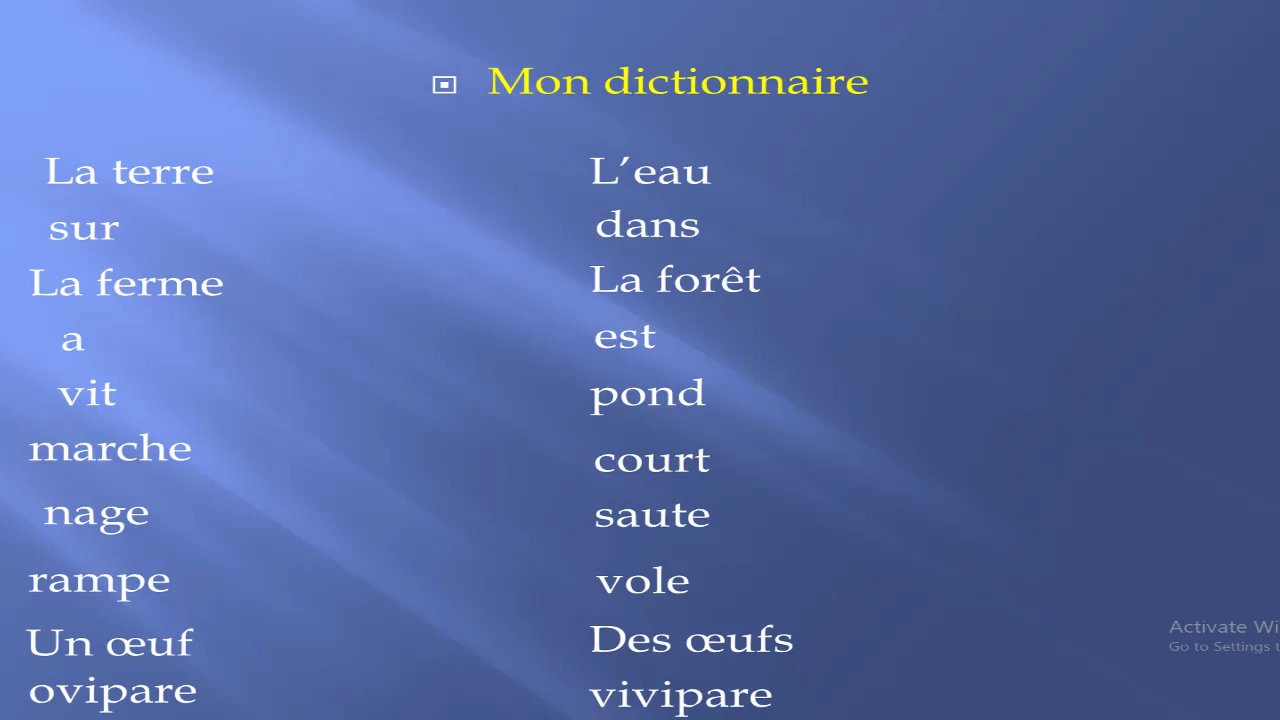 Mon dictionnaire
La terre
L'eau
sur
dans
La ferme
La forêt
a
est
vit
pond
marche
court
nage
saute
rampe
vole
Un œuf
Des œufs
ovipare
vivipare
Activate Wi
Go to Settings t